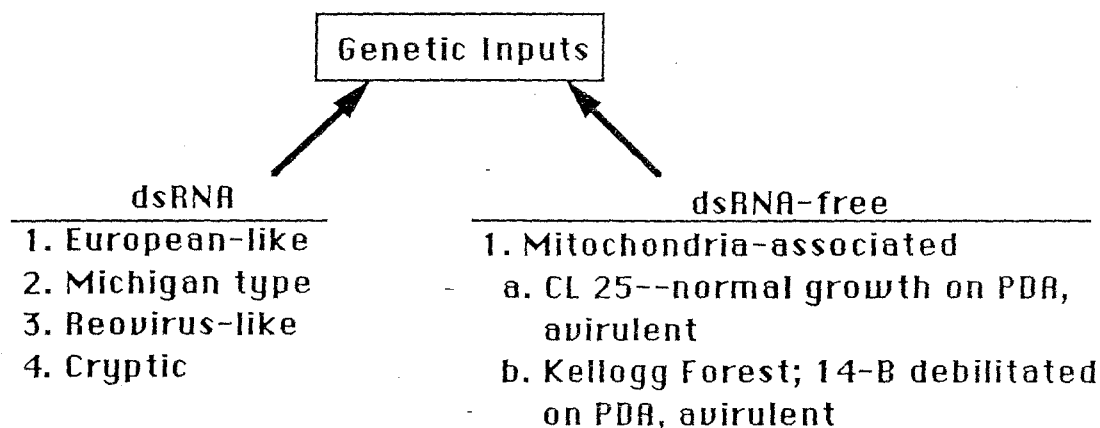 Genetic Inputs
dsRNA
1. European-like
2. Michigan type
3. Reovirus-like
4. Cryptic
dsRNA-free
1. Mitochondria-associated
a. CL 25--normal growth on PDA,
avirulent
b. Kellogg Forest; 14-B debilitated
on PDA, avirulent